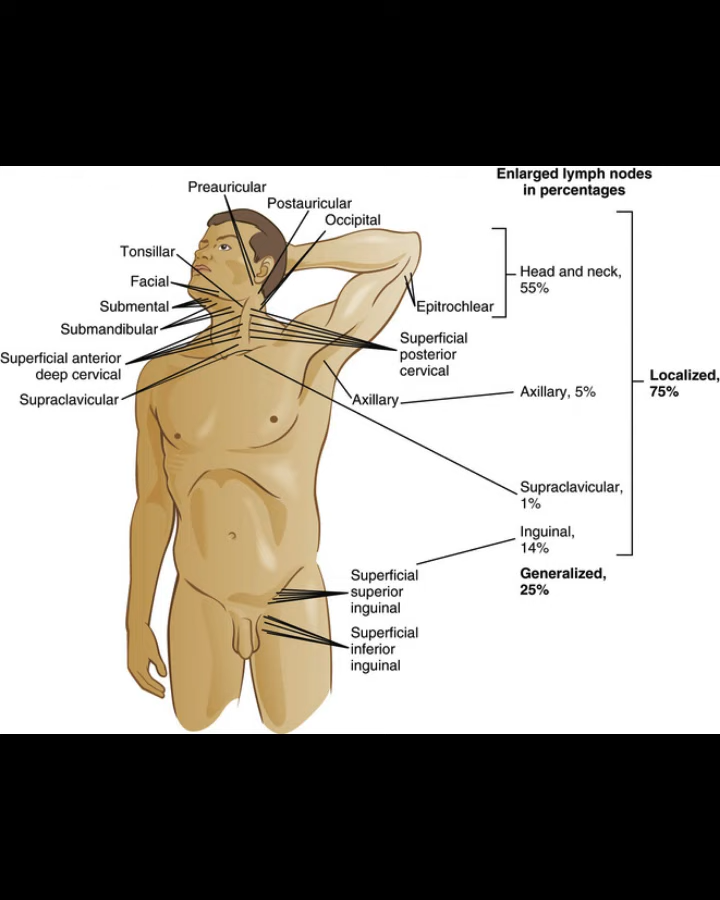 Enlarged lymph nodes
in percentages
Preauricular
Postauricular
Occipital
Tonsillar
Facial
Submental
Submandibular
Superficial anterior
deep cervical
Supraclavicular
Epitrochlear
Superficial
posterior
cervical
Axillary
Head and neck,
55%
Axillary, 5%
Localized,
75%
Supraclavicular,
1%
Inguinal,
14%
Generalized,
25%
Superficial
superior
inguinal
Superficial
inferior
inguinal